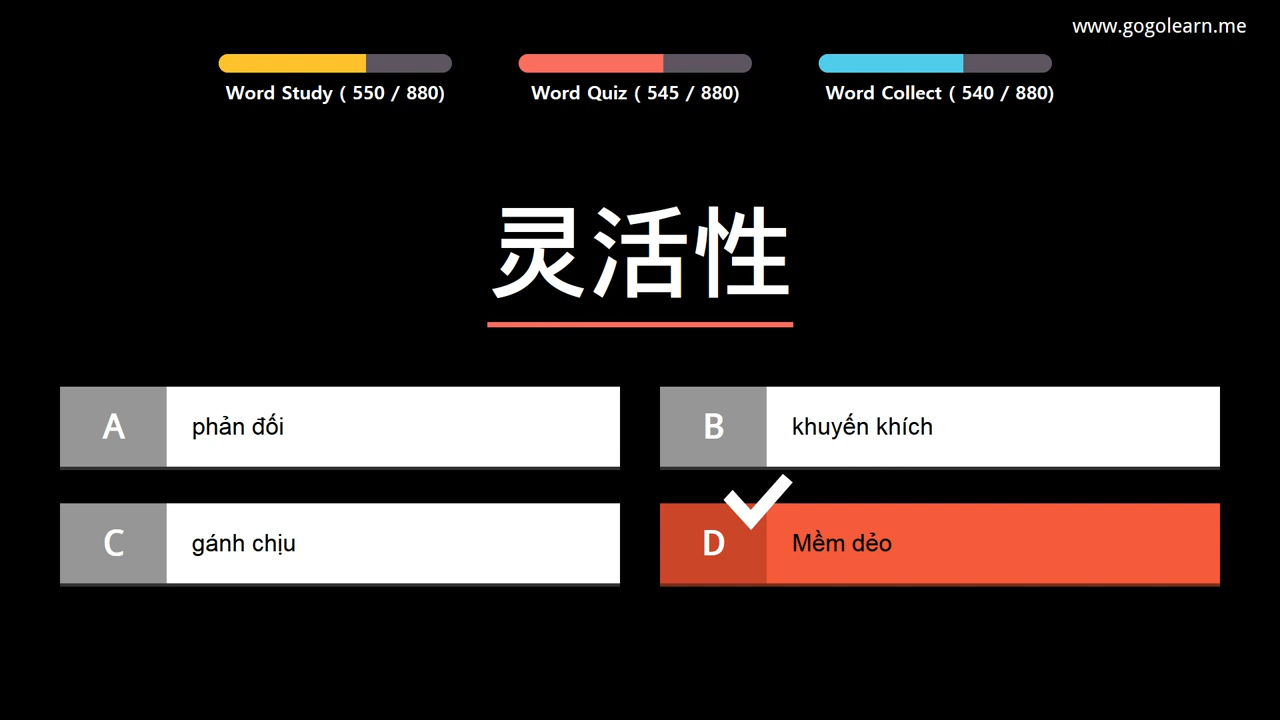 www.gogolearn.me
Word Study ( 550 / 880)
Word Quiz ( 545 / 880)
Word Collect ( 540 / 880)
灵活性
A phản đối
B khuyến khích
C gánh chịu
D Mềm dẻo